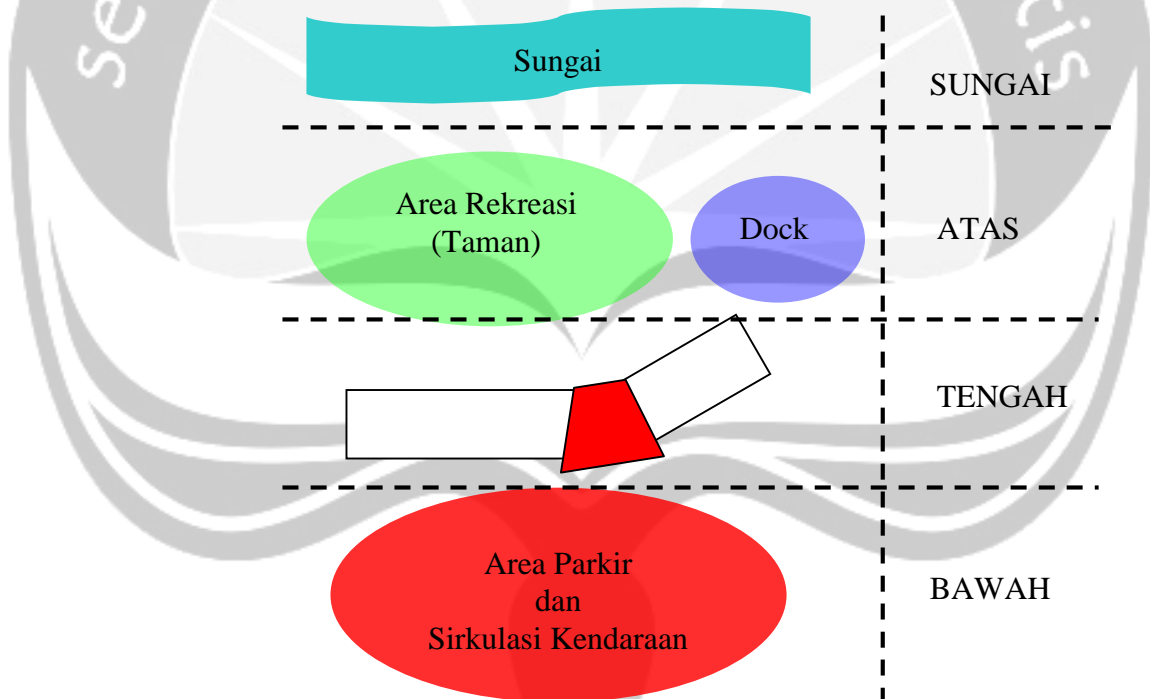 Sungai
SUNGAI
Area Rekreasi
(Taman)
Dock
ATAS
TENGAH
Area Parkir
dan
Sirkulasi Kendaraan
BAWAH